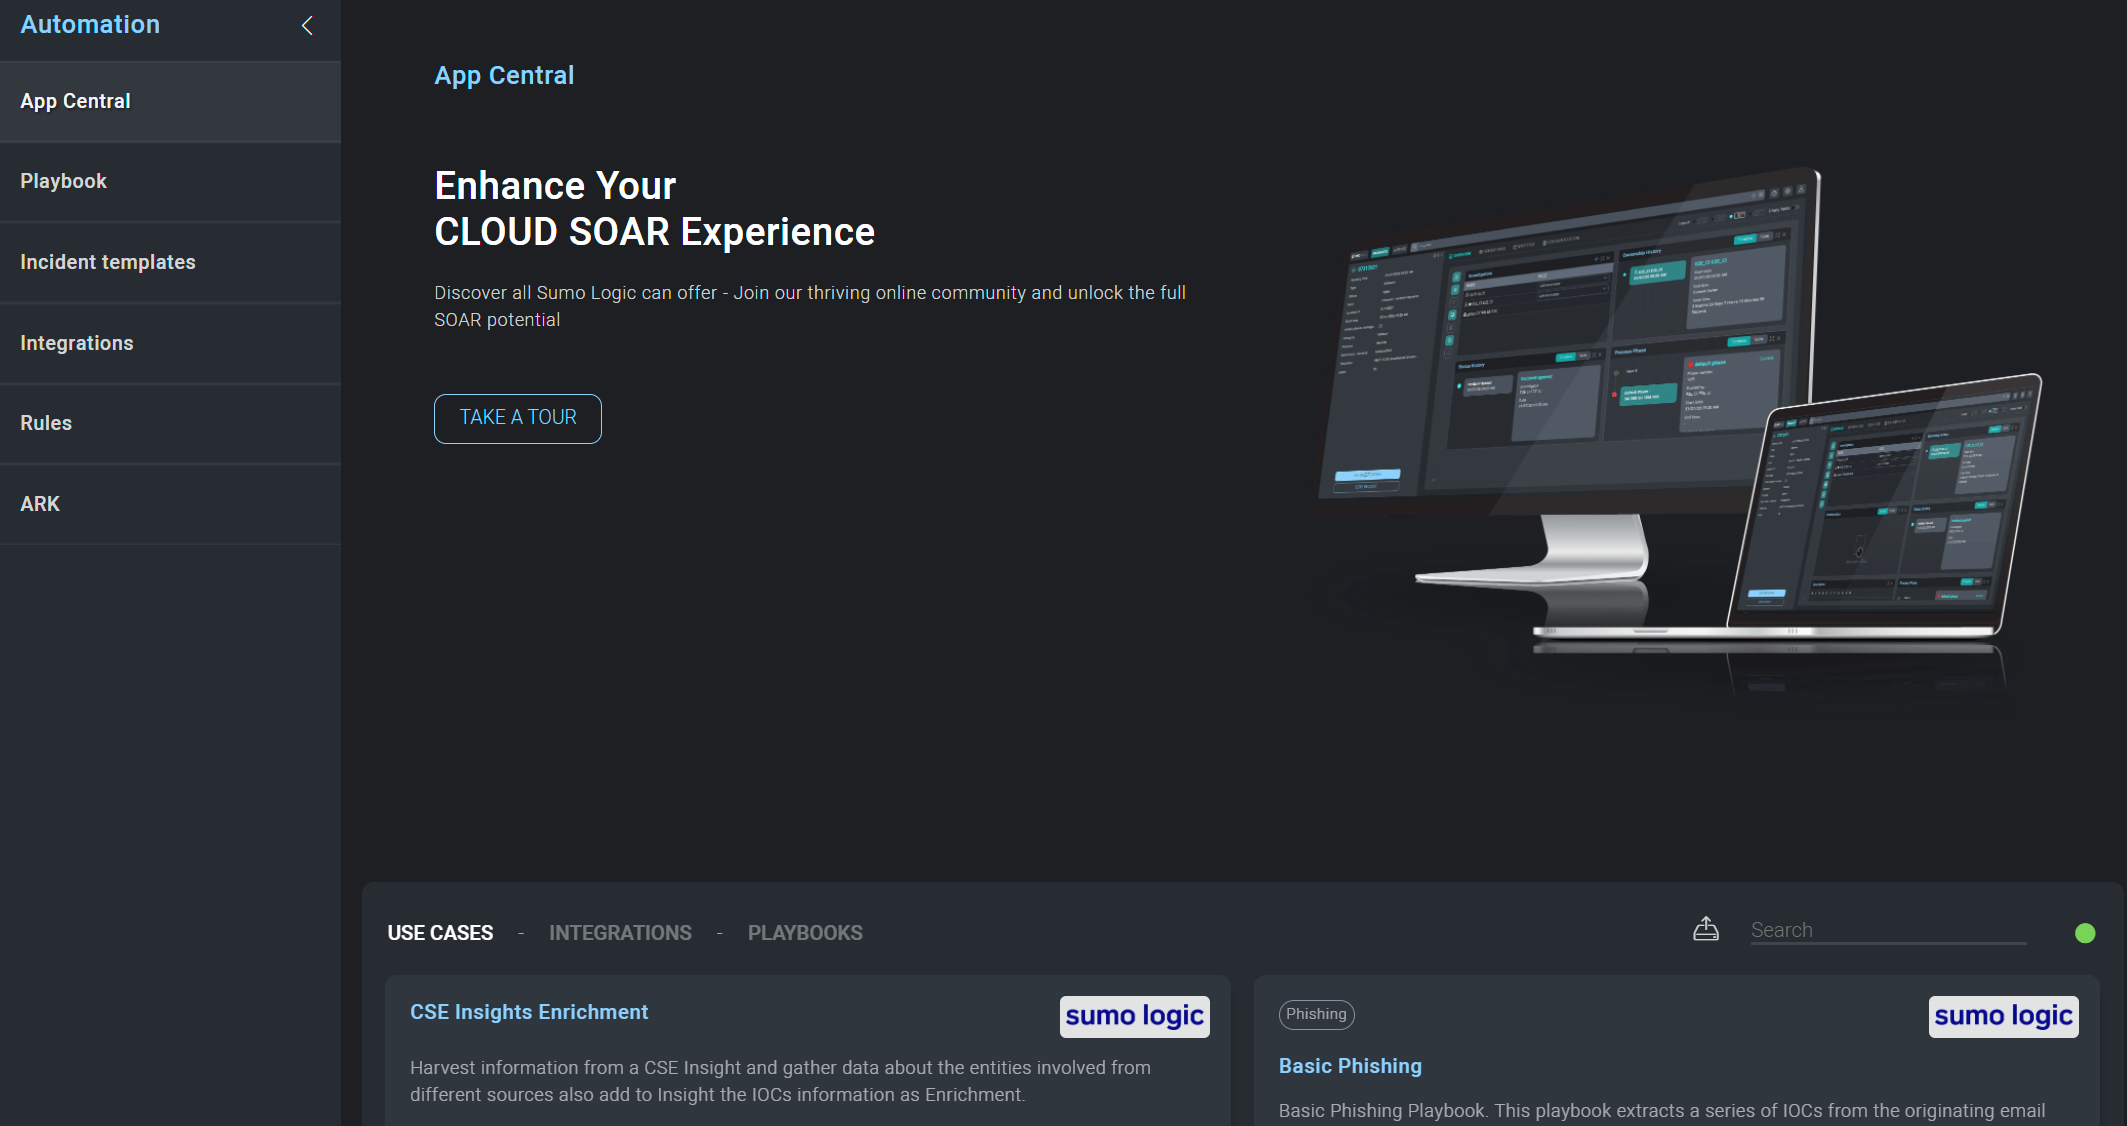 Automation
App Central
Playbook
Incident templates
Integrations
Rules
ARK
App Central
Enhance Your
CLOUD SOAR Experience
Discover all Sumo Logic can offer - Join our thriving online community and unlock the full
SOAR potential
TAKE A TOUR
USE CASES - INTEGRATIONS - PLAYBOOKS
Search
CSE Insights Enrichment
sumo logic
Harvest information from a CSE Insight and gather data about the entities involved from
different sources also add to Insight the IOCs information as Enrichment.
Phishing
sumo logic
Basic Phishing
Basic Phishing Playbook. This playbook extracts a series of IOCs from the originating email